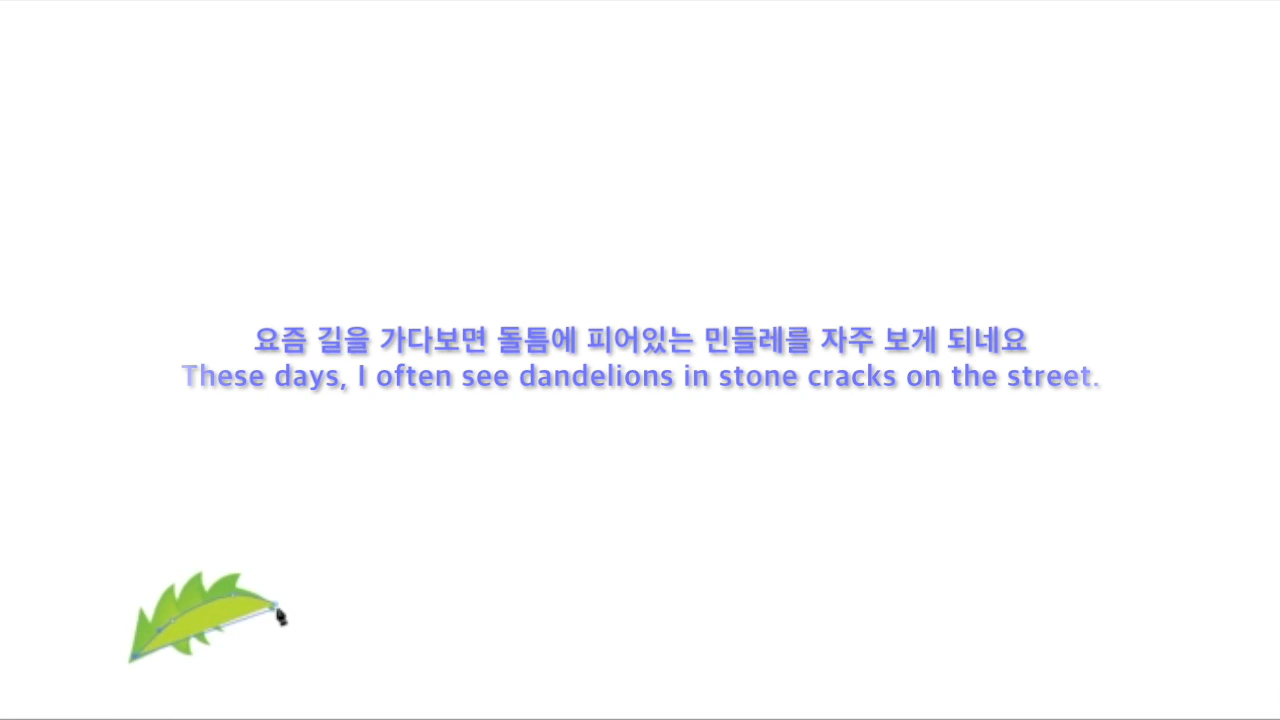 요즘 길을 가다보면 돌틈에 피어있는 민들레를 자주 보게 되네요
These days, I often see dandelions in stone cracks on the street.